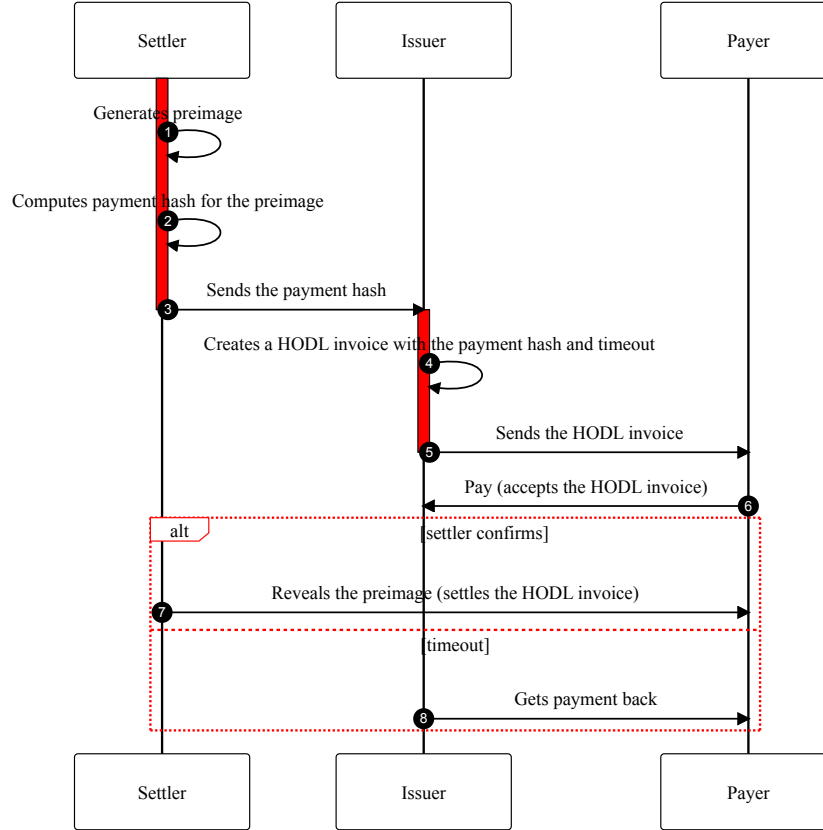 Settler
Issuer
Payer
Generates preimage
1
Computes payment hash for the preimage
2
Sends the payment hash
3
Creates a HODL invoice with the payment hash and timeout
4
Sends the HODL invoice
5
Pay (accepts the HODL invoice)
6
alt
[settler confirms]
Reveals the preimage (settles the HODL invoice)
7
[timeout]
Gets payment back
8
Settler
Issuer
Payer